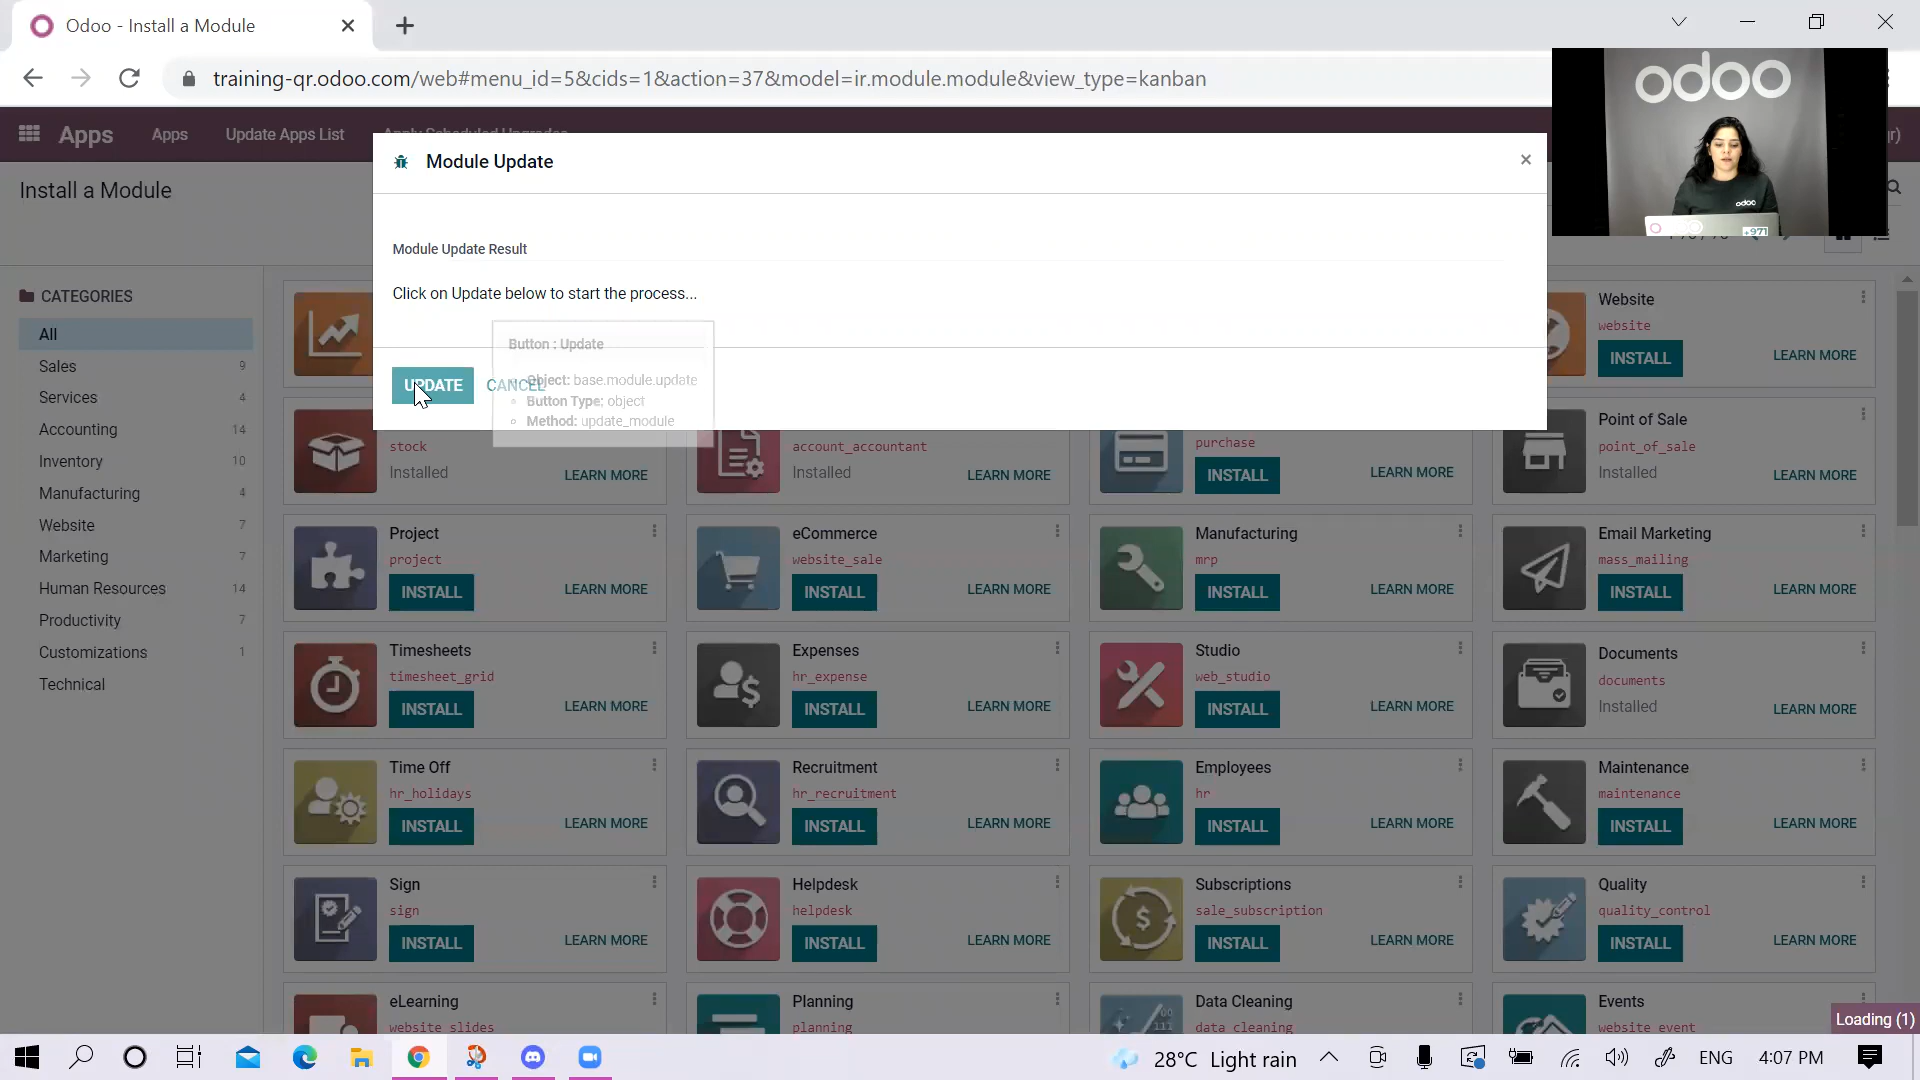 Odoo - Install a Module
training-qr.odoo.com/web#menu_id=5&cids=1&action=37&model=ir.module.module&view_type=kanban
odoo
odoo
+971
Apps
Apps
Update Apps List
Install a Module
Module Update
Module Update Result
Click on Update below to start the process...
Button : Update
Object: base.module.update
Button Type: object
Method: update_module
UPDATE
CANCEL
CATEGORIES
All
Sales 9
Services 4
Accounting 14
Inventory 10
Manufacturing 4
Website 7
Marketing 7
Human Resources 14
Productivity 7
Customizations 1
Technical
Website
website
INSTALL
LEARN MORE
stock
Installed
LEARN MORE
account_accountant
Installed
LEARN MORE
purchase
INSTALL
LEARN MORE
Point of Sale
point_of_sale
Installed
LEARN MORE
Project
project
INSTALL
LEARN MORE
eCommerce
website_sale
INSTALL
LEARN MORE
Manufacturing
mrp
INSTALL
LEARN MORE
Email Marketing
mass_mailing
INSTALL
LEARN MORE
Timesheets
timesheet_grid
INSTALL
LEARN MORE
Expenses
hr_expense
INSTALL
LEARN MORE
Studio
web_studio
INSTALL
LEARN MORE
Documents
documents
Installed
LEARN MORE
Time Off
hr_holidays
INSTALL
LEARN MORE
Recruitment
hr_recruitment
INSTALL
LEARN MORE
Employees
hr
INSTALL
LEARN MORE
Maintenance
maintenance
INSTALL
LEARN MORE
Sign
sign
INSTALL
LEARN MORE
Helpdesk
helpdesk
INSTALL
LEARN MORE
Subscriptions
sale_subscription
INSTALL
LEARN MORE
Quality
quality_control
INSTALL
LEARN MORE
eLearning
website_slides
Planning
planning
Data Cleaning
data_cleaning
Events
website_event
Loading (1)
28°C Light rain
ENG
4:07 PM